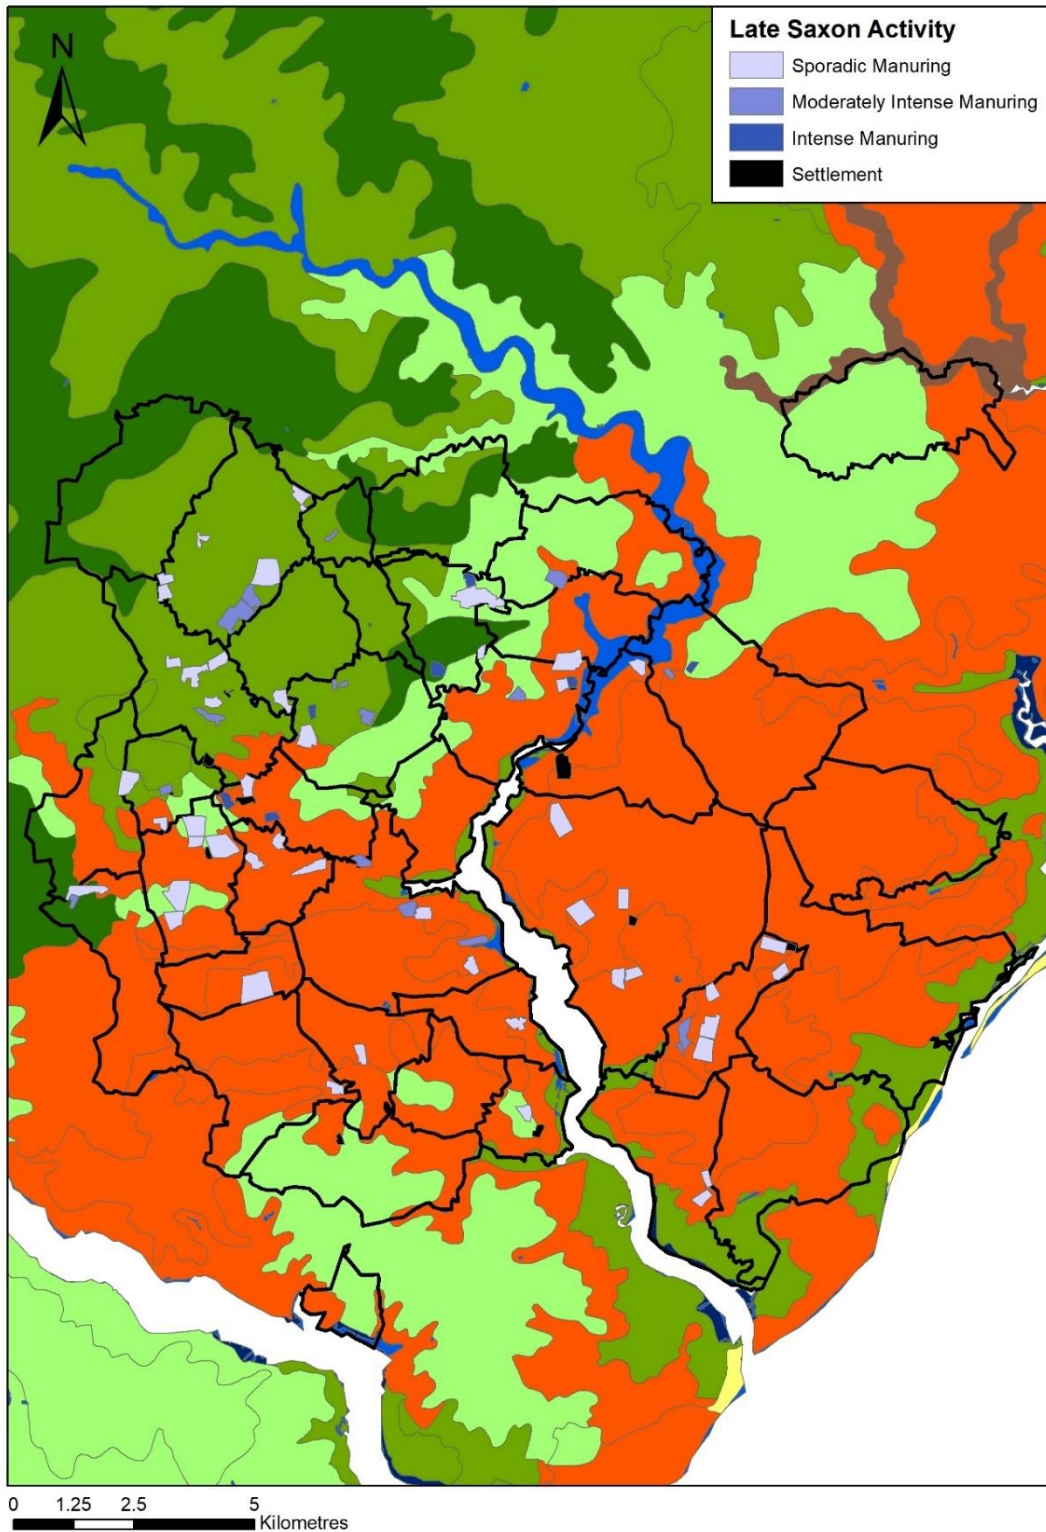 Late Saxon Activity
Sporadic Manuring
Moderately Intense Manuring
Intense Manuring
Settlement
N
0 1.25 2.5 5
Kilometres